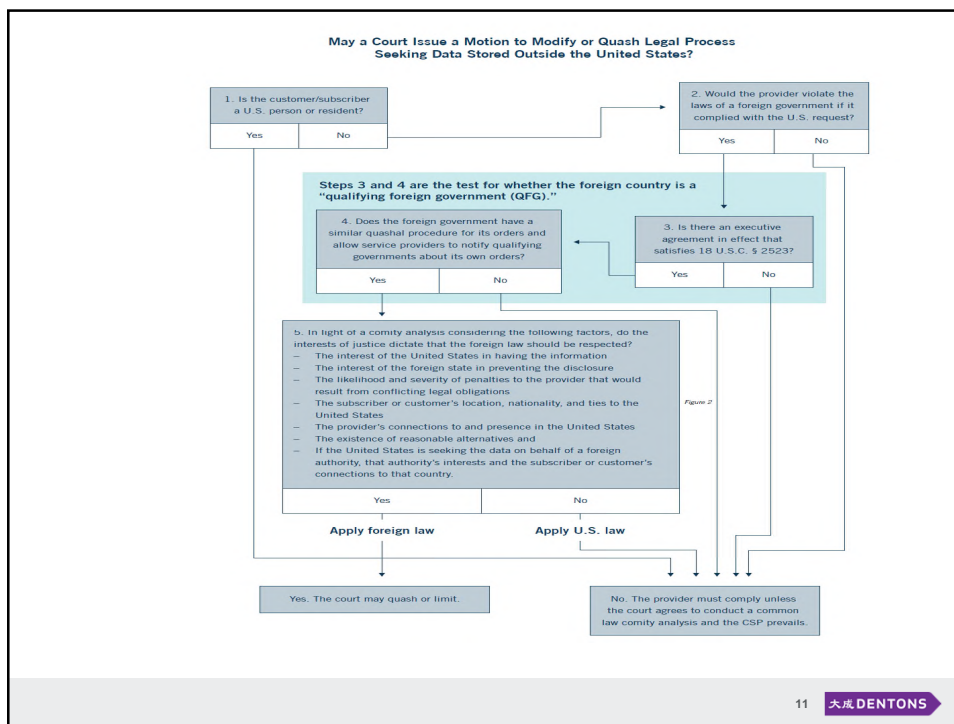 May a Court Issue a Motion to Modify or Quash Legal Process
Seeking Data Stored Outside the United States?
1. Is the customer/subscriber
a U.S. person or resident?
Yes
No
2. Would the provider violate the
laws of a foreign government if it
complied with the U.S. request?
Yes
No
Steps 3 and 4 are the test for whether the foreign country is a
“qualifying foreign government (QFG).”
3. Is there an executive
agreement in effect that
satisfies 18 U.S.C. § 2523?
Yes
No
4. Does the foreign government have a
similar quashal procedure for its orders and
allow service providers to notify qualifying
governments about its own orders?
Yes
No
5. In light of a comity analysis considering the following factors, do the
interests of justice dictate that the foreign law should be respected?
– The interest of the United States in having the information
– The interest of the foreign state in preventing the disclosure
– The likelihood and severity of penalties to the provider that would
result from conflicting legal obligations
– The subscriber or customer's location, nationality, and ties to the
United States
– The provider's connections to and presence in the United States
– The existence of reasonable alternatives and
– If the United States is seeking the data on behalf of a foreign
authority, that authority's interests and the subscriber or customer's
connections to that country.
Yes
No
Figure 2
Apply foreign law
Apply U.S. law
Yes. The court may quash or limit.
No. The provider must comply unless
the court agrees to conduct a common
law comity analysis and the CSP prevails.
11
大成 DENTONS